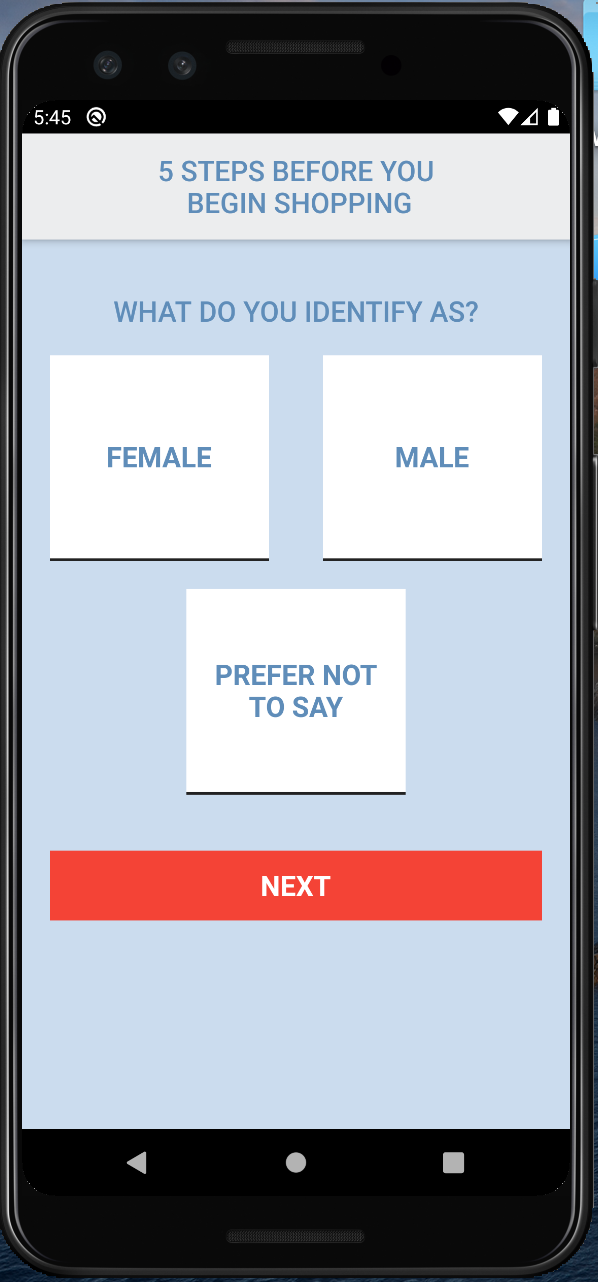 5:45
5 STEPS BEFORE YOU
BEGIN SHOPPING
WHAT DO YOU IDENTIFY AS?
FEMALE
MALE
PREFER NOT
TO SAY
NEXT